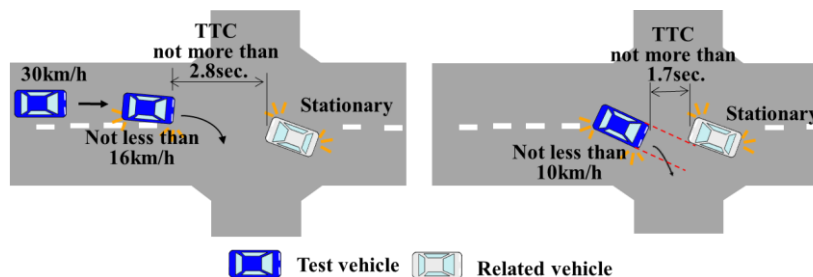 TTC
not more than
2.8sec.
30km/h
Stationary
Not less than
16km/h
TTC
not more than
1.7sec.
Stationary
Not less than
10km/h
Test vehicle
Related vehicle